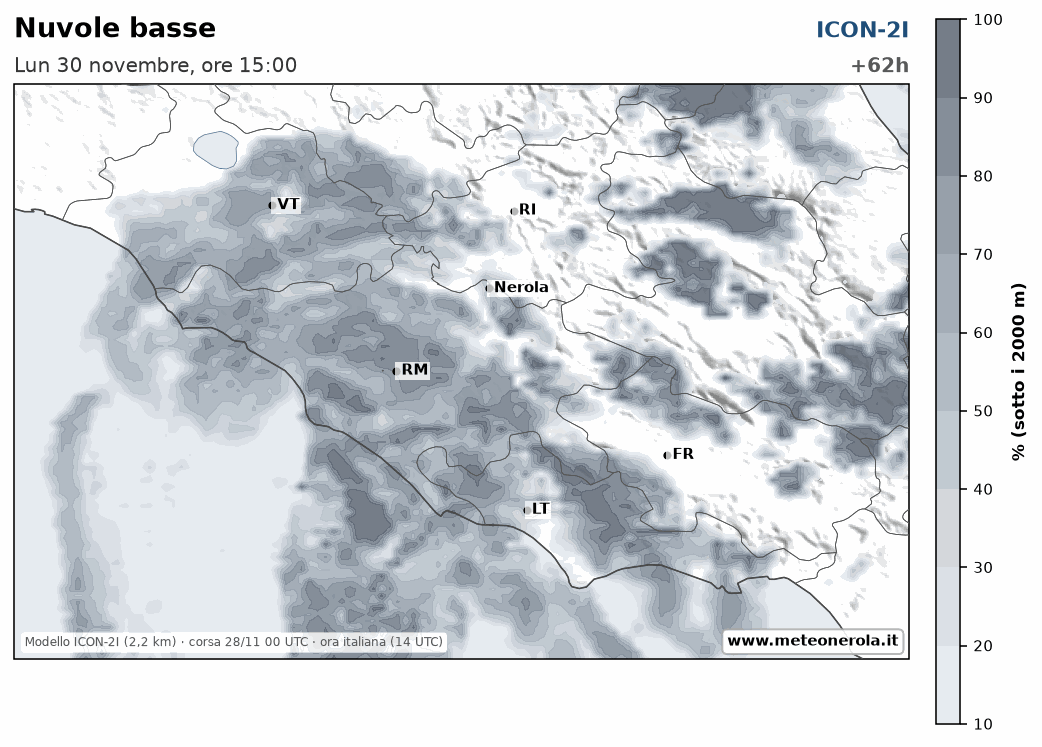 Nuvole basse
ICON-2I
Lun 30 novembre, ore 15:00
+62h
VT
RI
Nerola
RM
FR
LT
Modello ICON-2I (2,2 km) · corsa 28/11 00 UTC · ora italiana (14 UTC)
www.meteonerola.it
100
90
80
70
60
50
40
30
20
10
% (sotto i 2000 m)